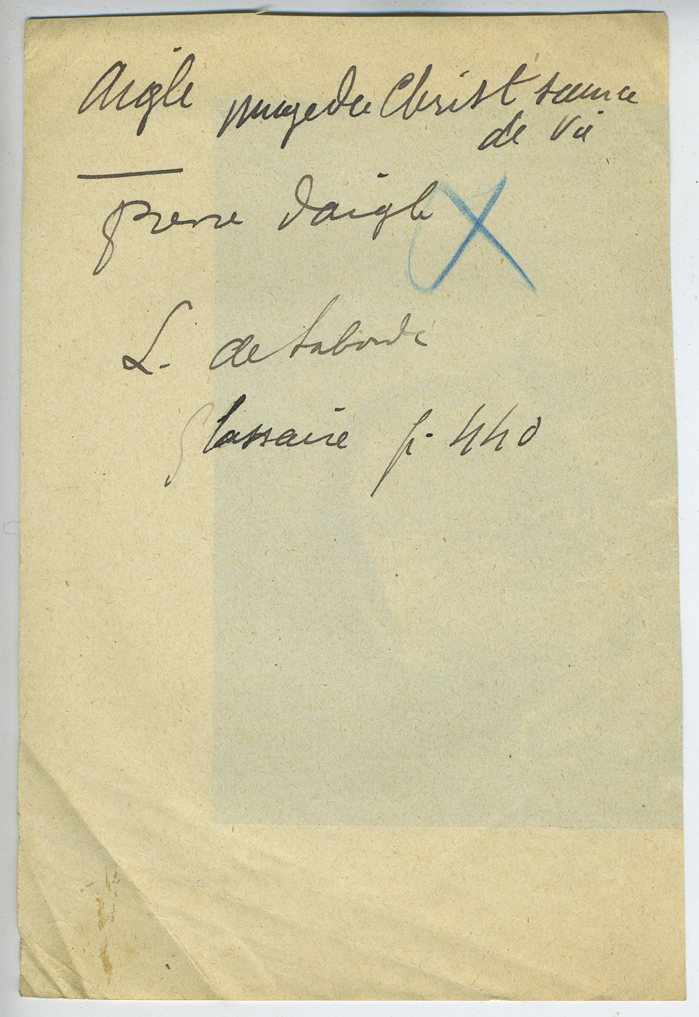 Aigle image du Christ source
de Vie
pierre d'aigle
L. de Laborde
glossaire p. 440